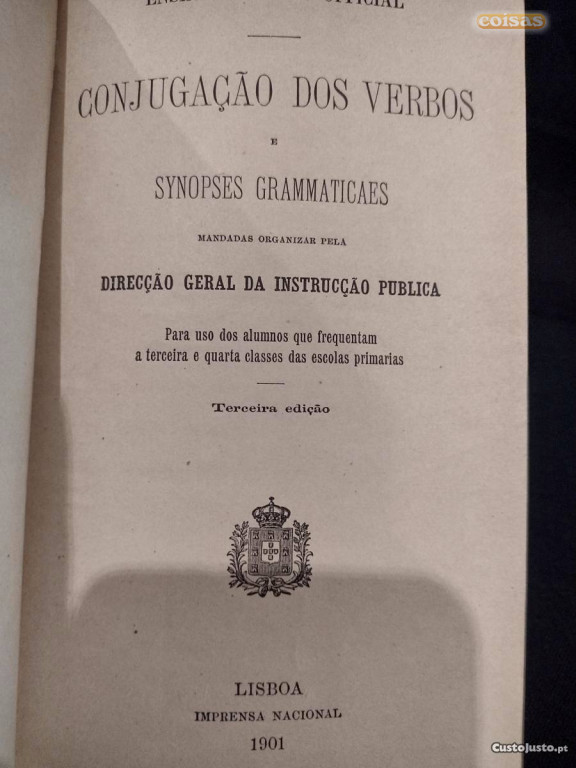 coisas
CONJUGAÇÃO DOS VERBOS
E
SYNOPSES GRAMMATICAES
MANDADAS ORGANIZAR PELA
DIRECÇÃO GERAL DA INSTRUCÇÃO PUBLICA
Para uso dos alumnos que frequentam
a terceira e quarta classes das escolas primarias
Terceira edição
LISBOA
IMPRENSA NACIONAL
1901
CustoJusto.pt